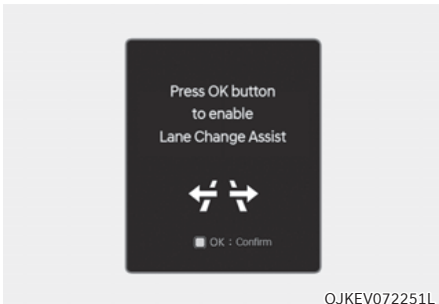 Press OK button
to enable
Lane Change Assist
OK : Confirm
OJKEV072251L